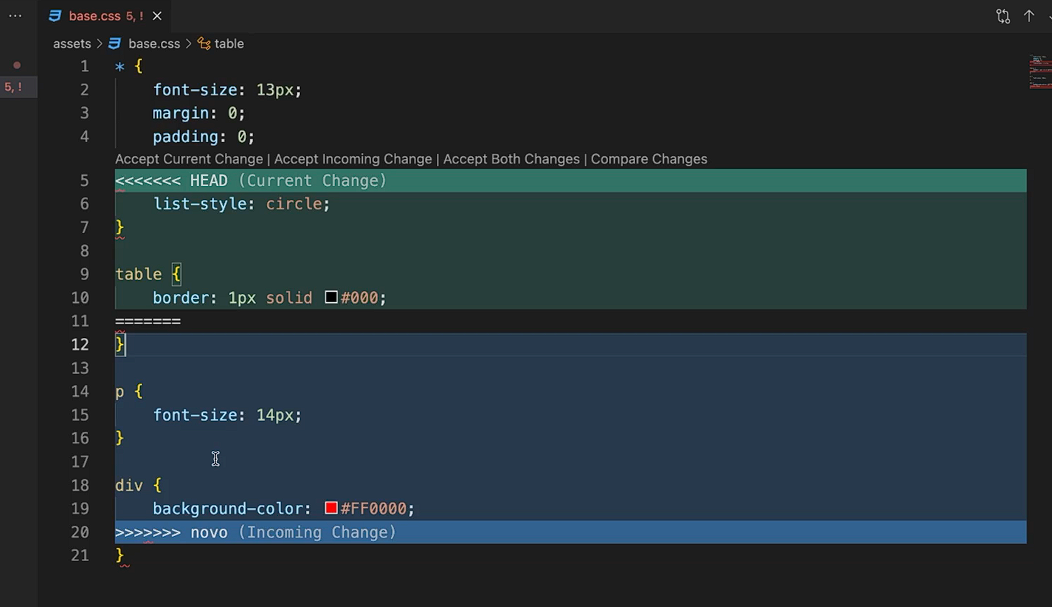 ... base.css 5, ! ×
assets > base.css > table
5, !
1 * {
2     font-size: 13px;
3     margin: 0;
4     padding: 0;
Accept Current Change | Accept Incoming Change | Accept Both Changes | Compare Changes
5 <<<<<<< HEAD (Current Change)
6     list-style: circle;
7 }
8
9 table {
10     border: 1px solid #000;
11 =======
12 }
13
14 p {
15     font-size: 14px;
16 }
17
18 div {
19     background-color: #FF0000;
20 >>>>>>> novo (Incoming Change)
21 }